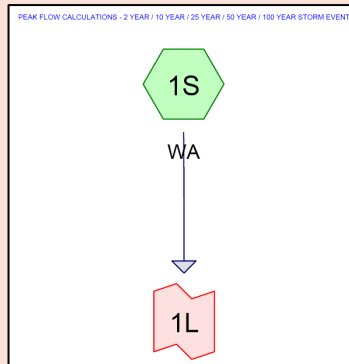 PEAK FLOW CALCULATIONS - 2 YEAR / 10 YEAR / 25 YEAR / 50 YEAR / 100 YEAR STORM EVENT
1S
WA
1L